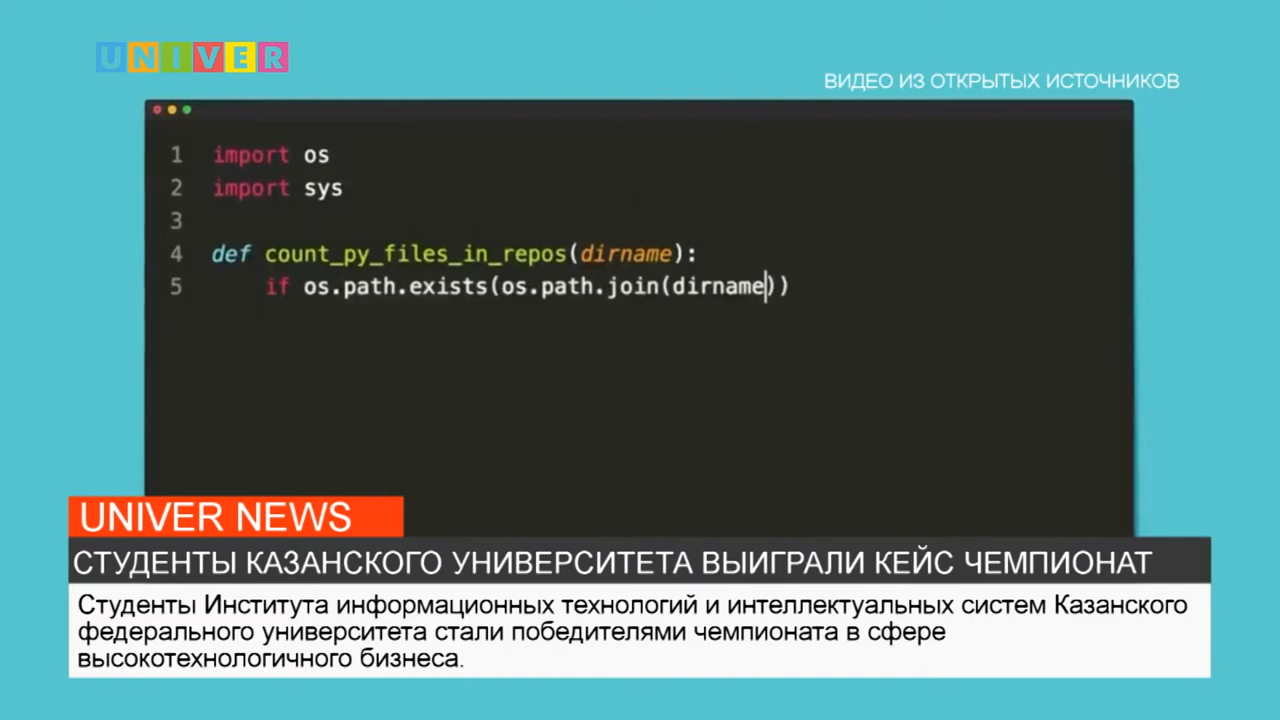 UNIVER
ВИДЕО ИЗ ОТКРЫТЫХ ИСТОЧНИКОВ
1 import os
2 import sys
3
4 def count_py_files_in_repos(dirname):
5 if os.path.exists(os.path.join(dirname))
UNIVER NEWS
СТУДЕНТЫ КАЗАНСКОГО УНИВЕРСИТЕТА ВЫИГРАЛИ КЕЙС ЧЕМПИОНАТ
Студенты Института информационных технологий и интеллектуальных систем Казанского
федерального университета стали победителями чемпионата в сфере
высокотехнологичного бизнеса.